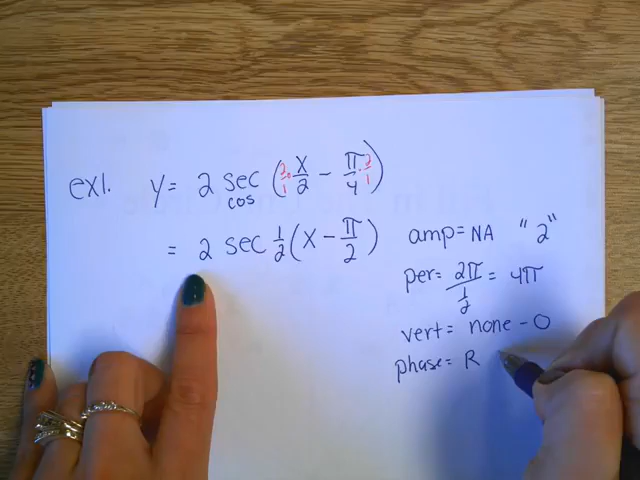 ex1. y = 2 sec (2/1 · x/2 − π/4 · 2/1)
cos
= 2 sec 1/2 (x − π/2)
amp = NA "2"
per = 2π / 1/2 = 4π
vert = none - 0
phase = R